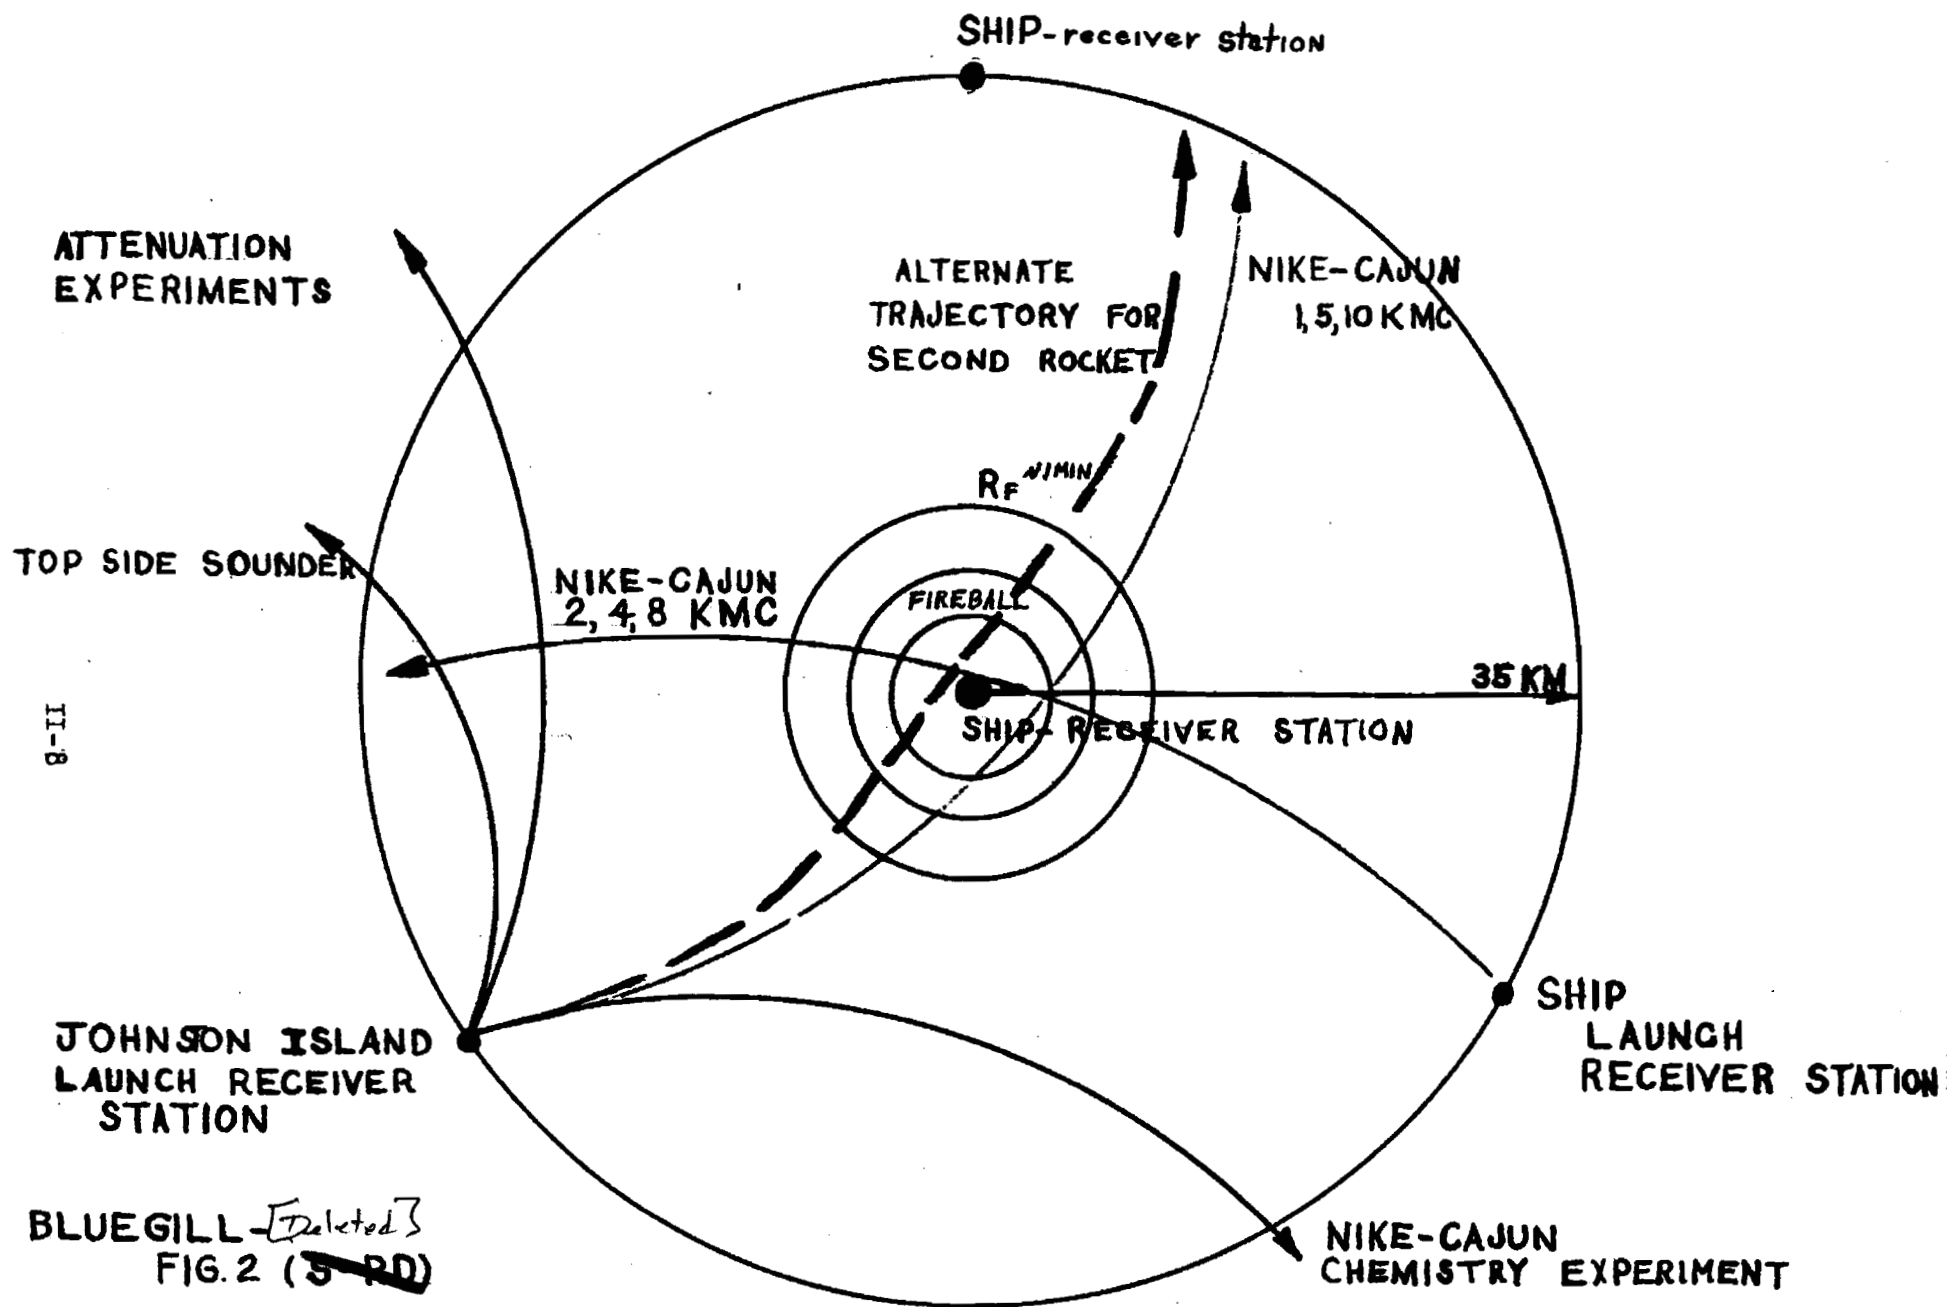 SHIP-receiver station
ATTENUATION
EXPERIMENTS
ALTERNATE
TRAJECTORY FOR
SECOND ROCKET
NIKE-CAJUN
1,5,10 KMC
RF
TOP SIDE SOUNDER
NIKE-CAJUN
2, 4, 8 KMC
FIREBALL
35 KM
SHIP-RECEIVER STATION
II-8
SHIP
LAUNCH
RECEIVER STATION
JOHNSTON ISLAND
LAUNCH RECEIVER
STATION
BLUEGILL-[Deleted]
FIG. 2 (S-RD)
NIKE-CAJUN
CHEMISTRY EXPERIMENT